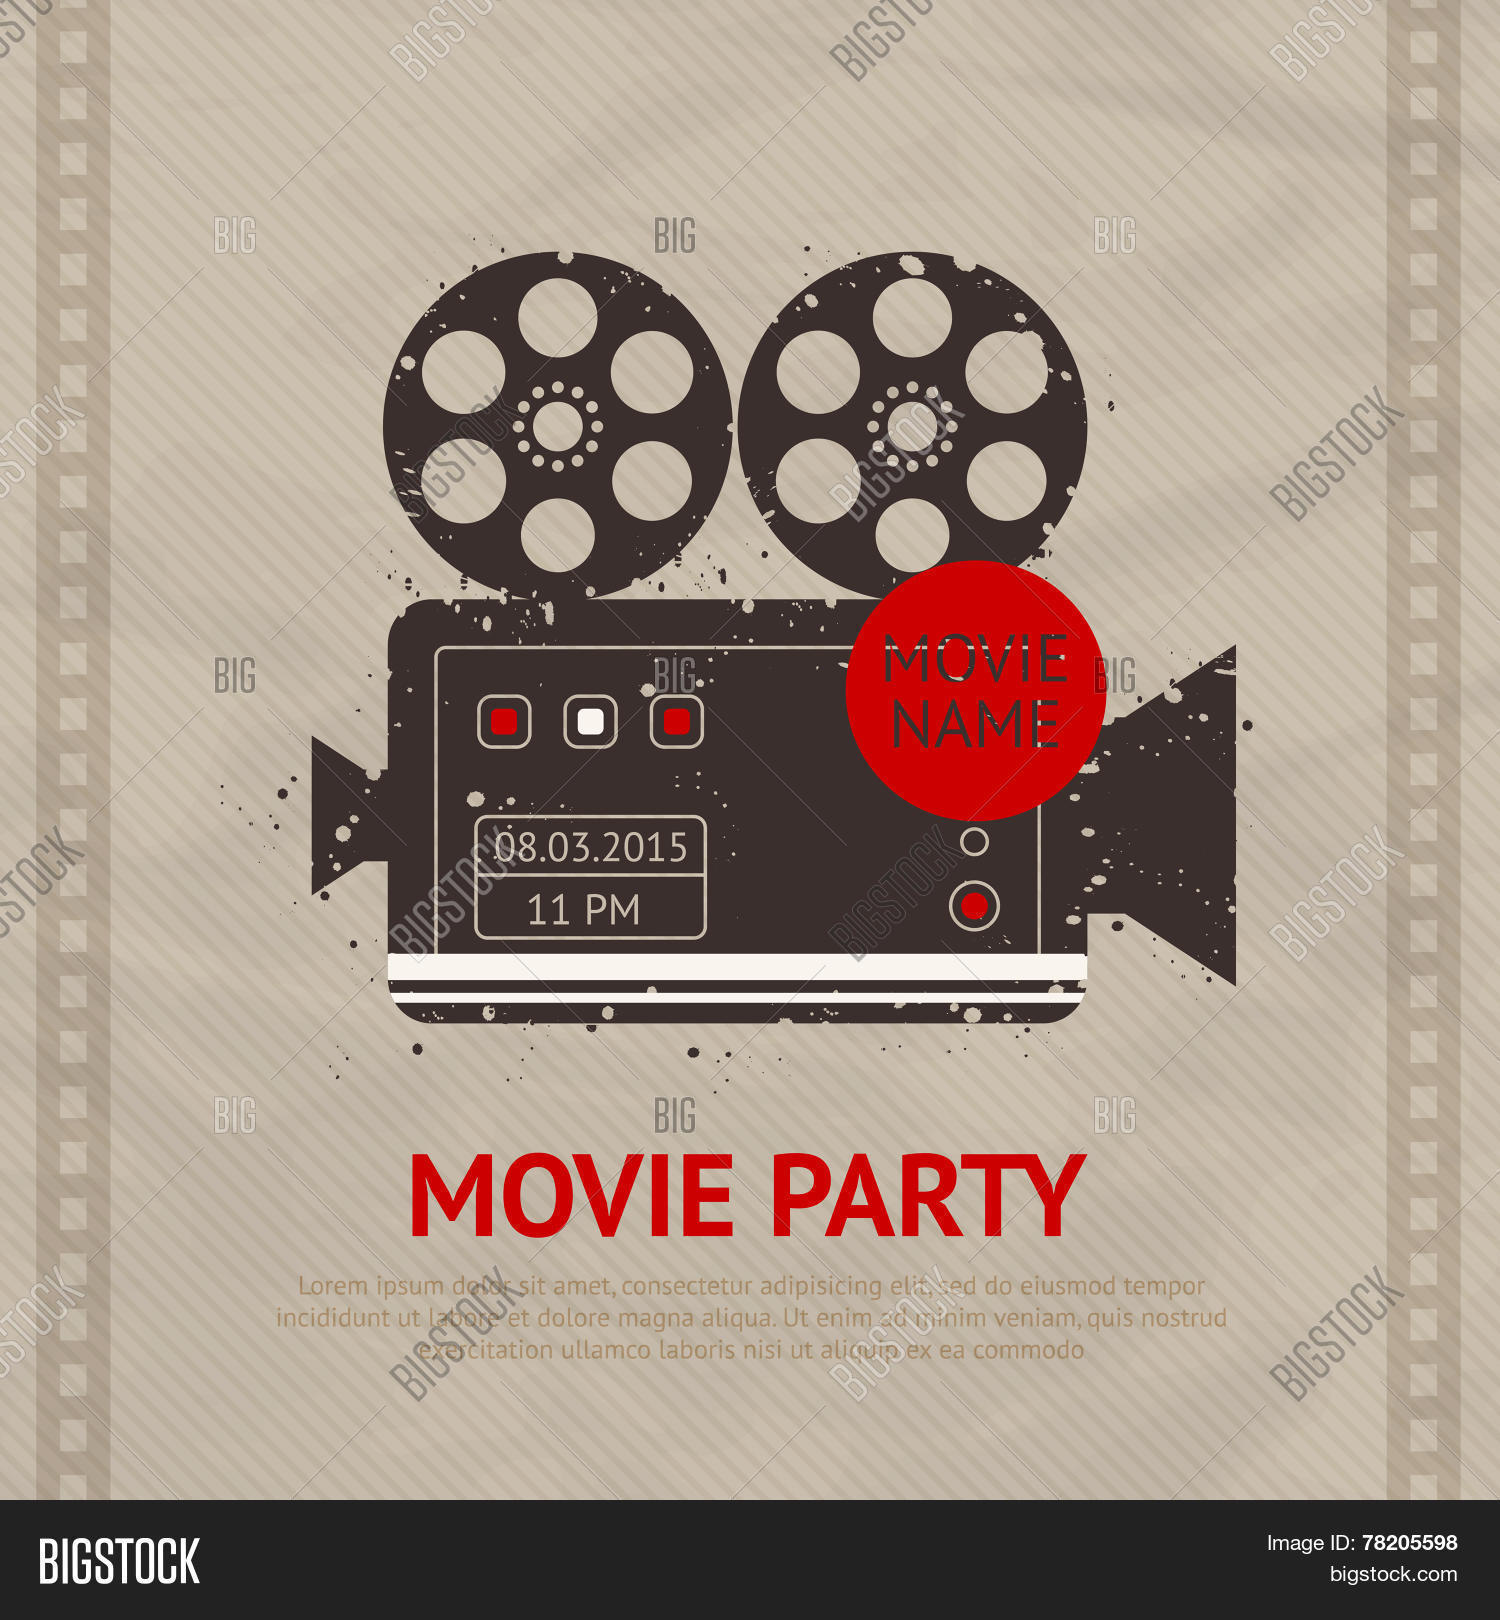 MOVIE
NAME
08.03.2015
11 PM
MOVIE PARTY
Lorem ipsum dolor sit amet, consectetur adipisicing elit, sed do eiusmod tempor
incididunt ut labore et dolore magna aliqua. Ut enim ad minim veniam, quis nostrud
exercitation ullamco laboris nisi ut aliquip ex ea commodo
BIGSTOCK
Image ID: 78205598
bigstock.com